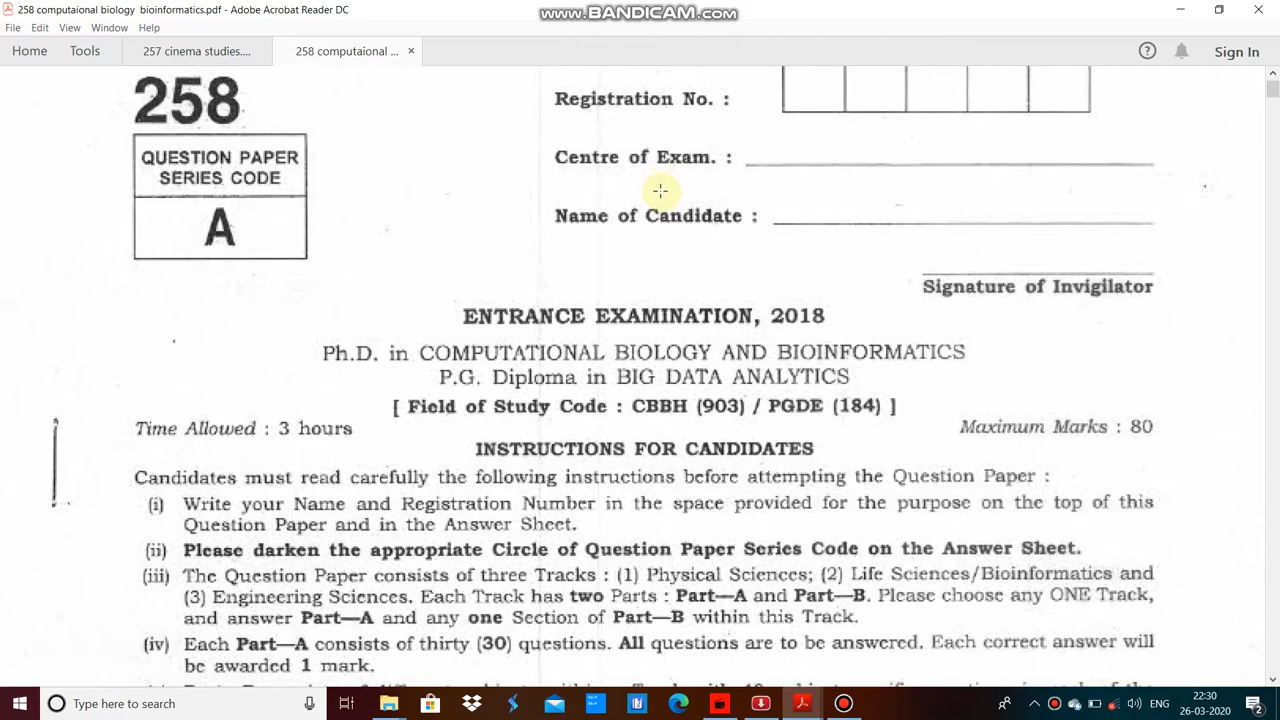 258 computaional biology bioinformatics.pdf - Adobe Acrobat Reader DC
www.BANDICAM.com
File Edit View Window Help
Home Tools 257 cinema studies.... 258 computaional ... × Sign In
258
Registration No. :
QUESTION PAPER
SERIES CODE
A
Centre of Exam. :
Name of Candidate :
Signature of Invigilator
ENTRANCE EXAMINATION, 2018
Ph.D. in COMPUTATIONAL BIOLOGY AND BIOINFORMATICS
P.G. Diploma in BIG DATA ANALYTICS
[ Field of Study Code : CBBH (903) / PGDE (184) ]
Time Allowed : 3 hours Maximum Marks : 80
INSTRUCTIONS FOR CANDIDATES
Candidates must read carefully the following instructions before attempting the Question Paper :
(i) Write your Name and Registration Number in the space provided for the purpose on the top of this
Question Paper and in the Answer Sheet.
(ii) Please darken the appropriate Circle of Question Paper Series Code on the Answer Sheet.
(iii) The Question Paper consists of three Tracks : (1) Physical Sciences; (2) Life Sciences/Bioinformatics and
(3) Engineering Sciences. Each Track has two Parts : Part—A and Part—B. Please choose any ONE Track,
and answer Part—A and any one Section of Part—B within this Track.
(iv) Each Part—A consists of thirty (30) questions. All questions are to be answered. Each correct answer will
be awarded 1 mark.
Type here to search
ENG
22:30
26-03-2020